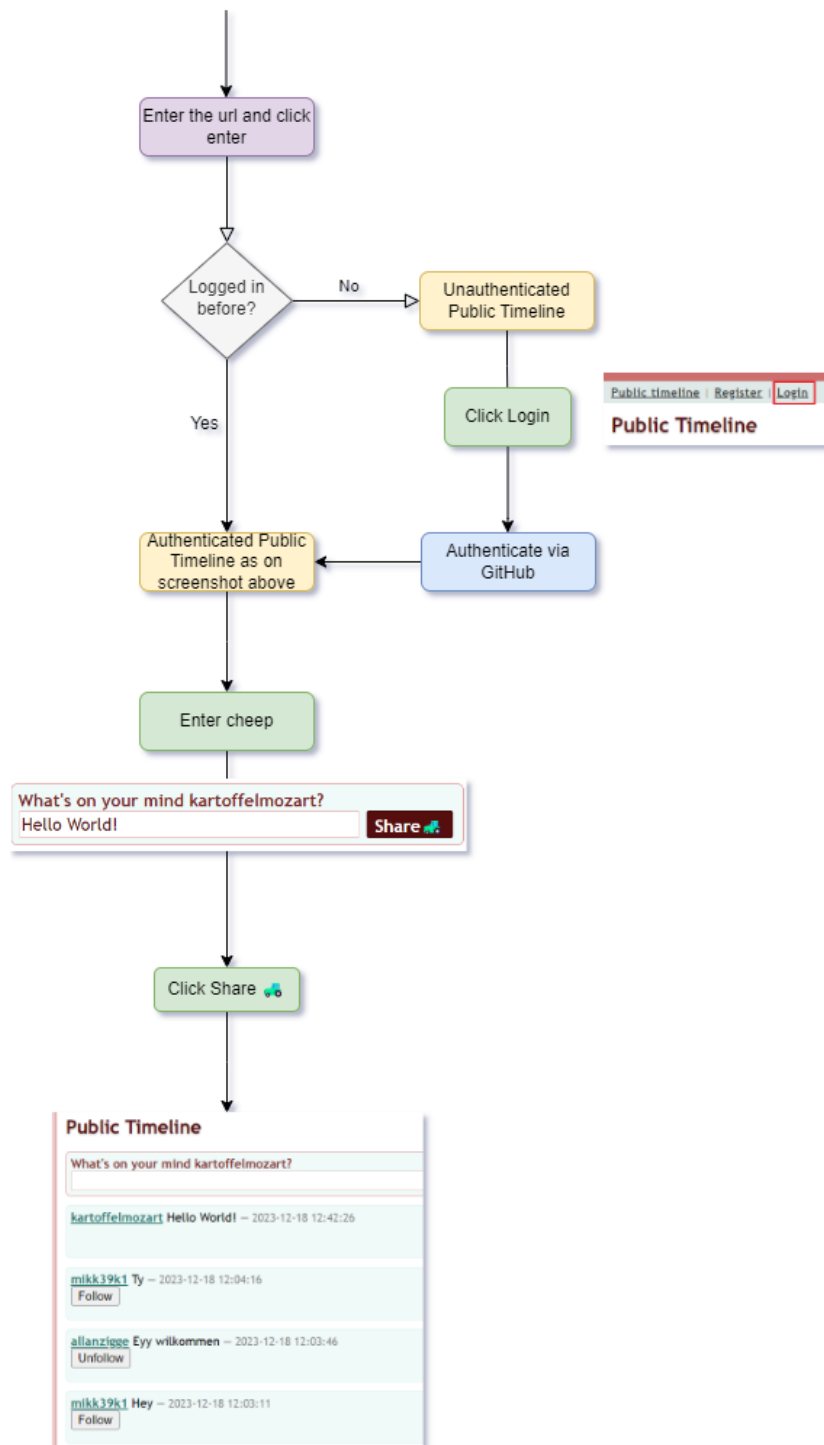 Enter the url and click
enter
Logged in
before?
No
Unauthenticated
Public Timeline
Click Login
Public timeline | Register | Login
Public Timeline
Yes
Authenticated Public
Timeline as on
screenshot above
Authenticate via
GitHub
Enter cheep
What's on your mind kartoffelmozart?
Hello World!
Share
Click Share
Public Timeline
What's on your mind kartoffelmozart?
kartoffelmozart Hello World! — 2023-12-18 12:42:26
mikk39k1 Ty — 2023-12-18 12:04:16
Follow
allanzigge Eyy wilkommen — 2023-12-18 12:03:46
Unfollow
mikk39k1 Hey — 2023-12-18 12:03:11
Follow